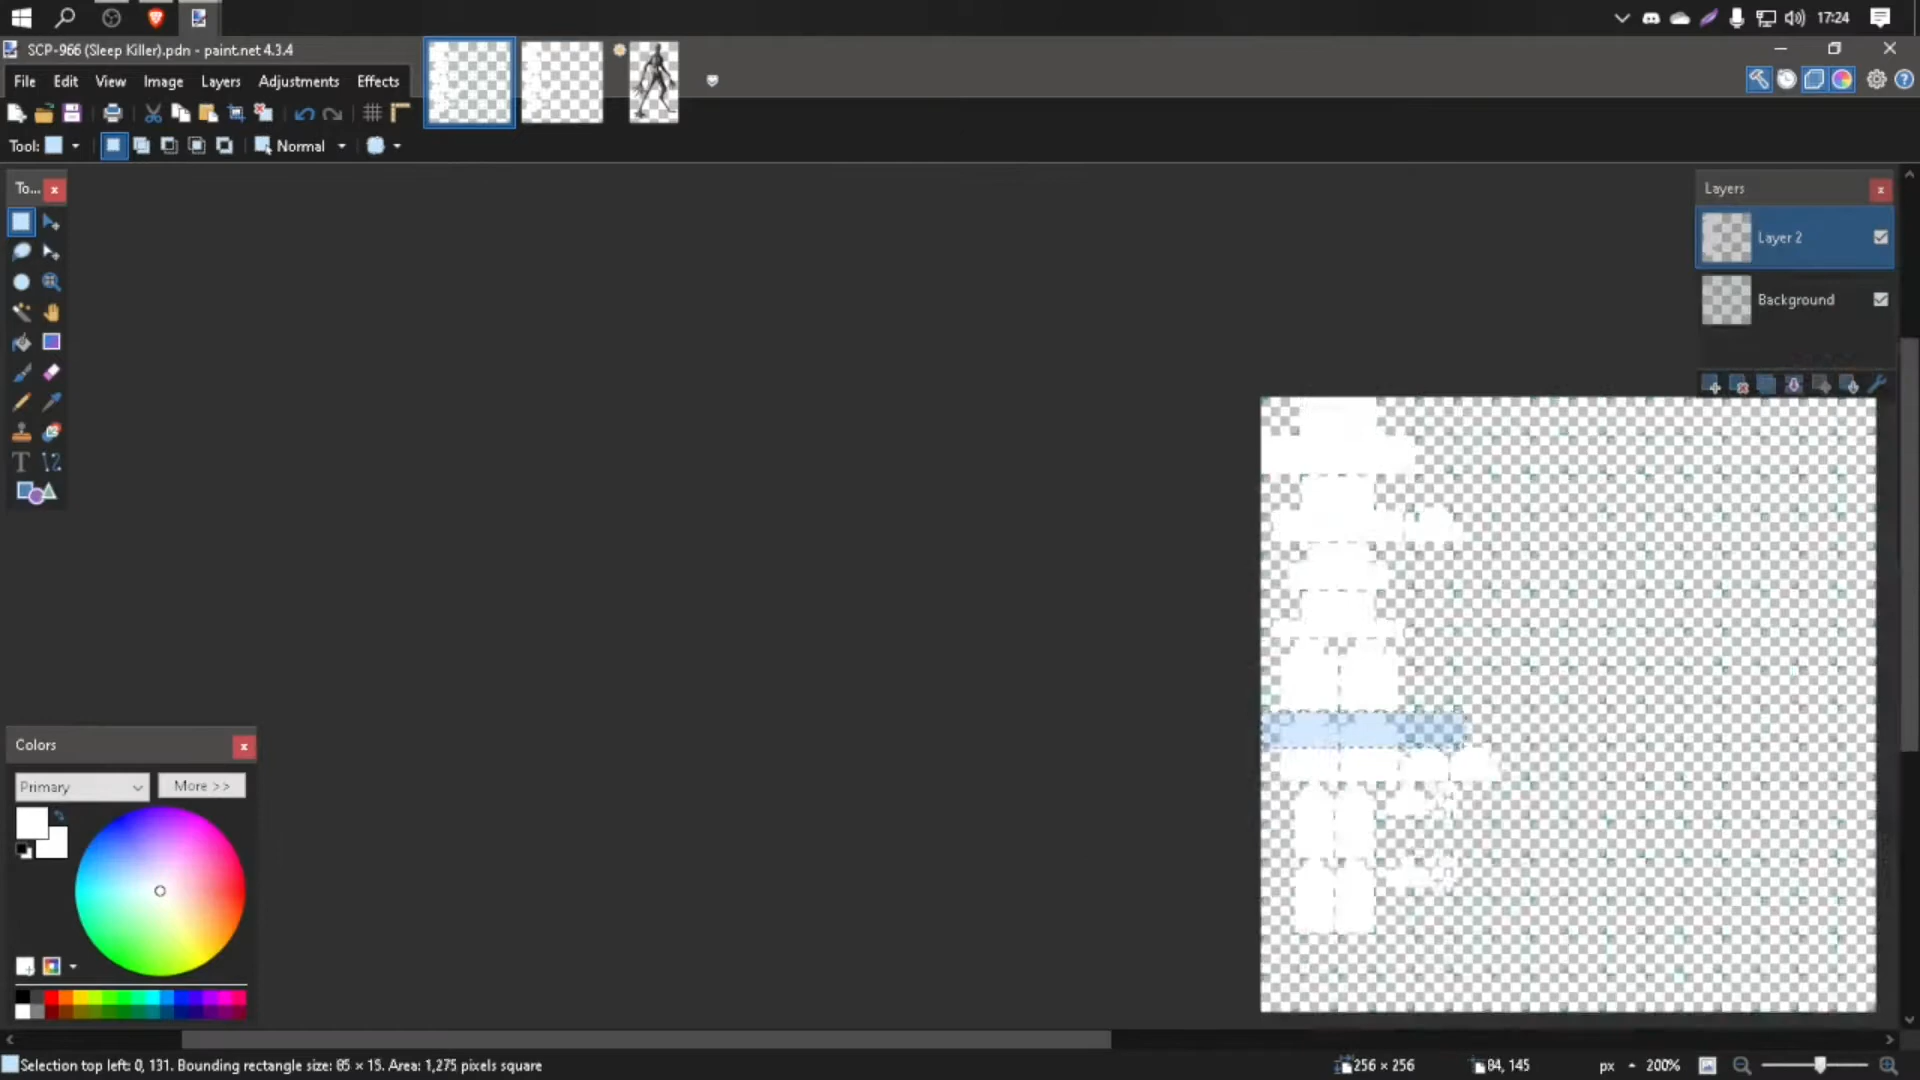 17:24
SCP-966 (Sleep Killer).pdn - paint.net 4.3.4
File Edit View Image Layers Adjustments Effects
Tool: Normal
To...
Layers
Layer 2
Background
Colors
Primary More >>
Selection top left: 0, 131. Bounding rectangle size: 85 × 15. Area: 1,275 pixels square
256 × 256 84, 145 px 200%